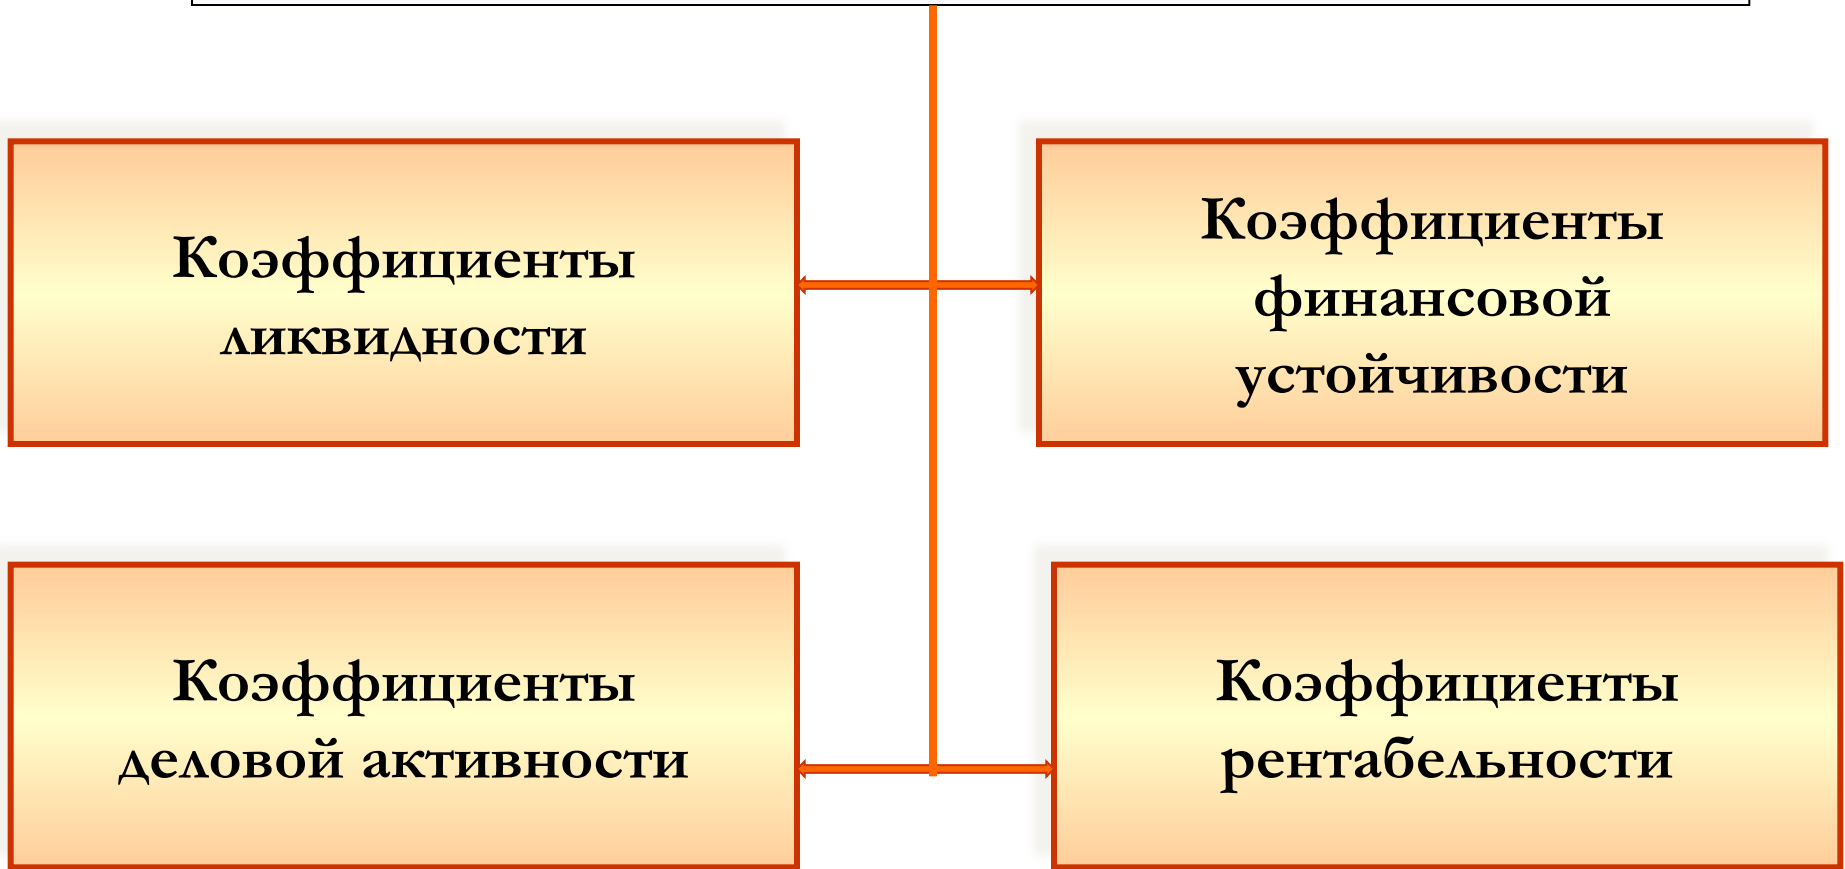 Коэффициенты
ликвидности
Коэффициенты
финансовой
устойчивости
Коэффициенты
деловой активности
Коэффициенты
рентабельности